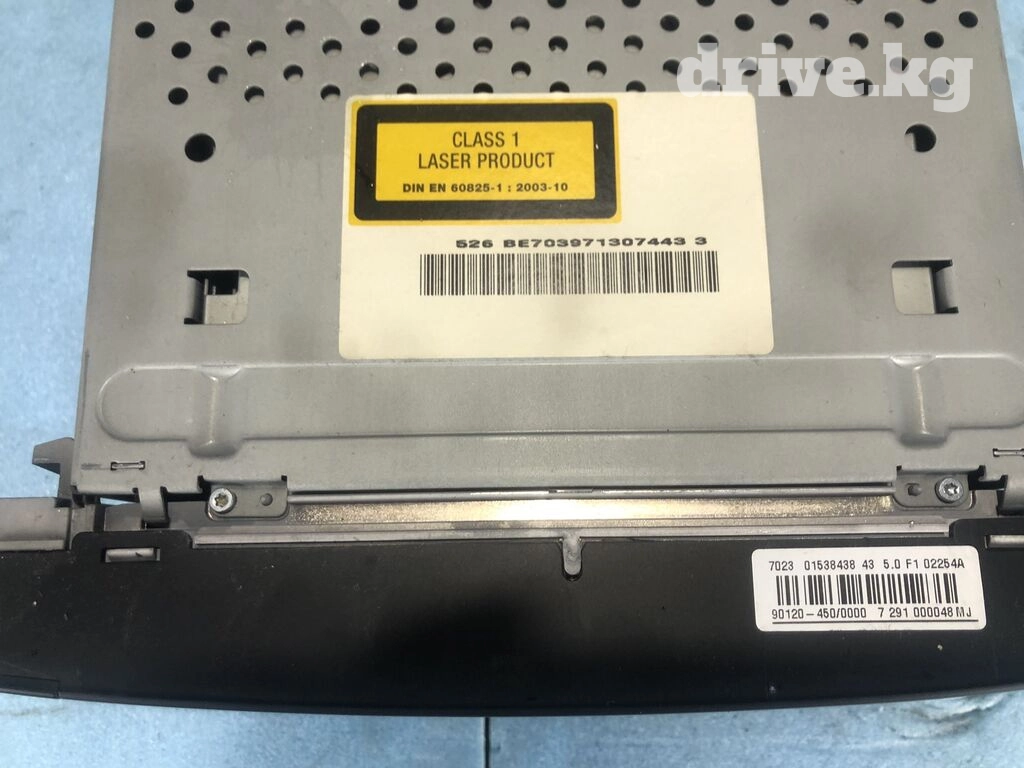 drive.kg
CLASS 1
LASER PRODUCT
DIN EN 60825-1 : 2003-10
526 BE703971307443 3
7023 01538438 43 5.0 F1 02254A
90120-450/0000 7 291 000048 MJ